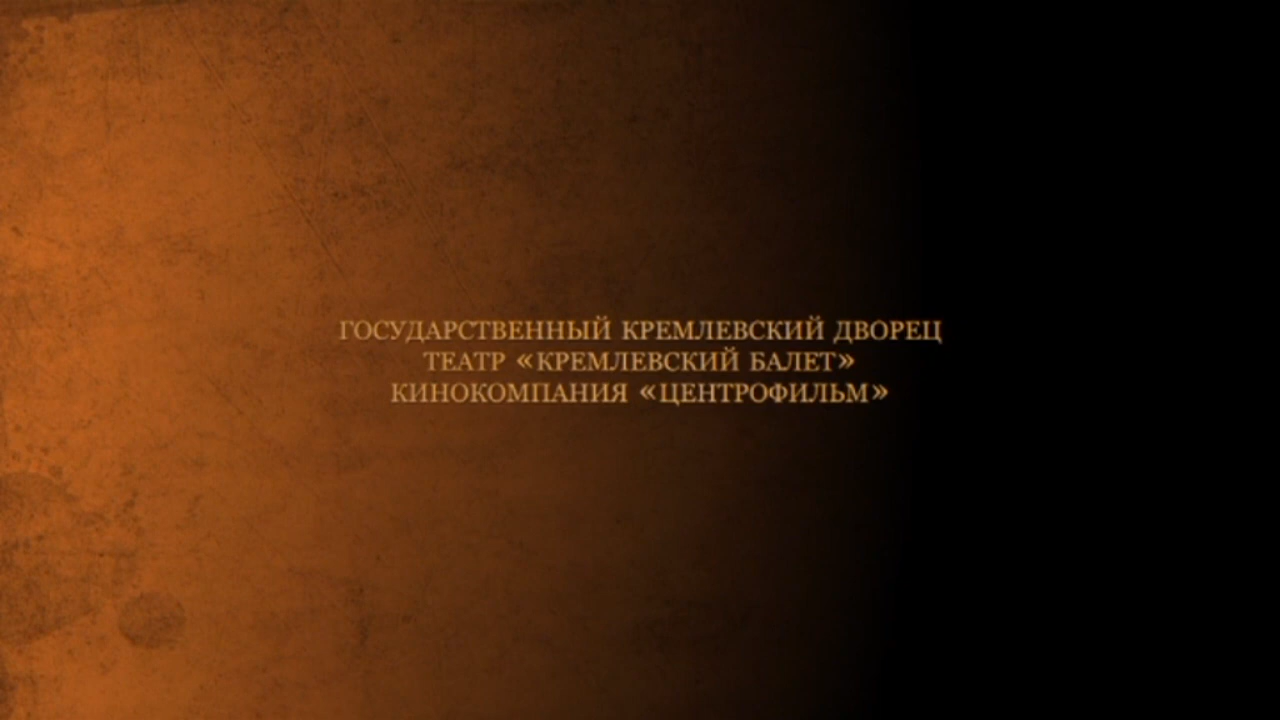 ГОСУДАРСТВЕННЫЙ КРЕМЛЕВСКИЙ ДВОРЕЦ
ТЕАТР «КРЕМЛЕВСКИЙ БАЛЕТ»
КИНОКОМПАНИЯ «ЦЕНТРОФИЛЬМ»